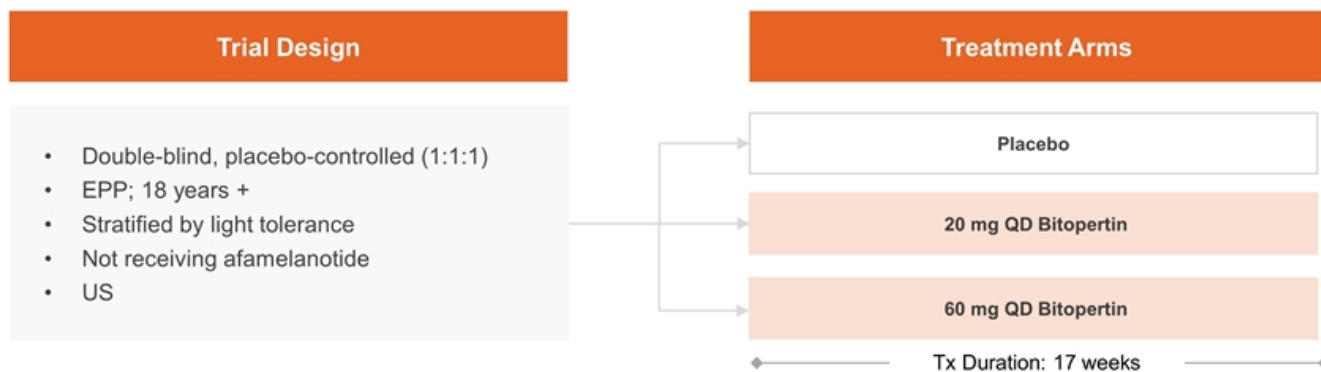 Trial Design
• Double-blind, placebo-controlled (1:1:1)
• EPP; 18 years +
• Stratified by light tolerance
• Not receiving afamelanotide
• US
Treatment Arms
Placebo
20 mg QD Bitopertin
60 mg QD Bitopertin
Tx Duration: 17 weeks